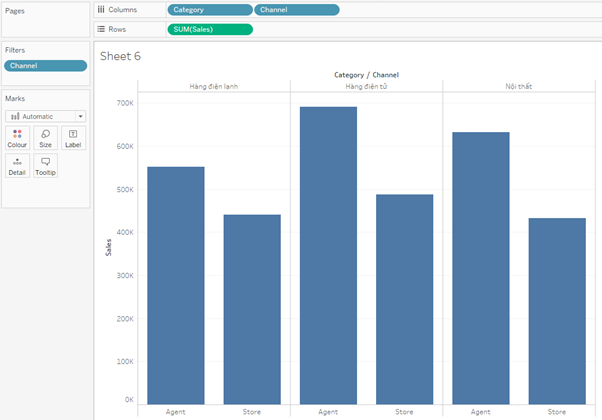 Pages
Columns
Category
Channel
Rows
SUM(Sales)
Filters
Channel
Marks
Automatic
Colour
Size
Label
Detail
Tooltip
Sheet 6
Category / Channel
Hàng điện lạnh
Hàng điện tử
Nội thất
Sales
700K
600K
500K
400K
300K
200K
100K
0K
Agent
Store
Agent
Store
Agent
Store